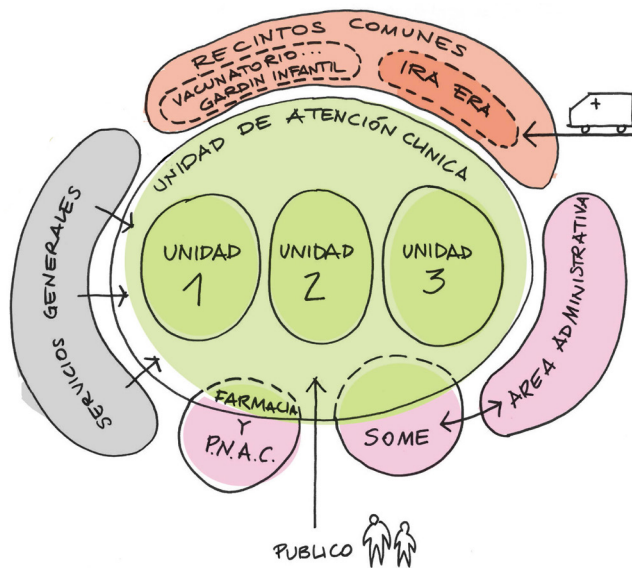 RECINTOS COMUNES
VACUNATORIO...
GARDIN INFANTIL
IRA ERA
+
UNIDAD DE ATENCIÓN CLINICA
SERVICIOS GENERALES
UNIDAD
1
UNIDAD
2
UNIDAD
3
AREA ADMINISTRATIVA
FARMACIA
Y
P.N.A.C.
SOME
PUBLICO